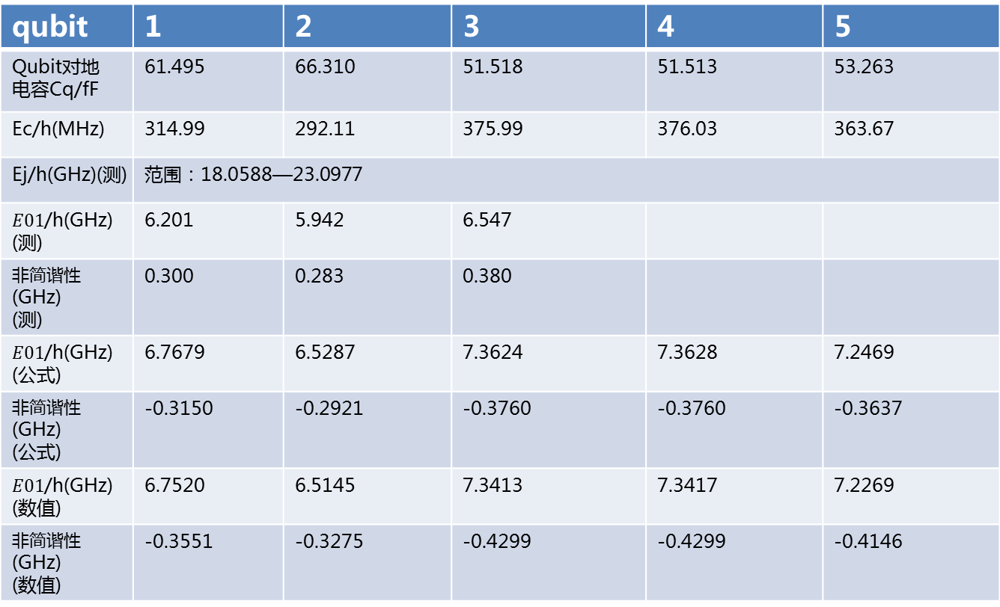 qubit 1 2 3 4 5
Qubit对地 61.495 66.310 51.518 51.513 53.263
电容Cq/fF
Ec/h(MHz) 314.99 292.11 375.99 376.03 363.67
Ej/h(GHz)(测) 范围：18.0588—23.0977
E01/h(GHz) 6.201 5.942 6.547
(测)
非简谐性 0.300 0.283 0.380
(GHz)
(测)
E01/h(GHz) 6.7679 6.5287 7.3624 7.3628 7.2469
(公式)
非简谐性 -0.3150 -0.2921 -0.3760 -0.3760 -0.3637
(GHz)
(公式)
E01/h(GHz) 6.7520 6.5145 7.3413 7.3417 7.2269
(数值)
非简谐性 -0.3551 -0.3275 -0.4299 -0.4299 -0.4146
(GHz)
(数值)